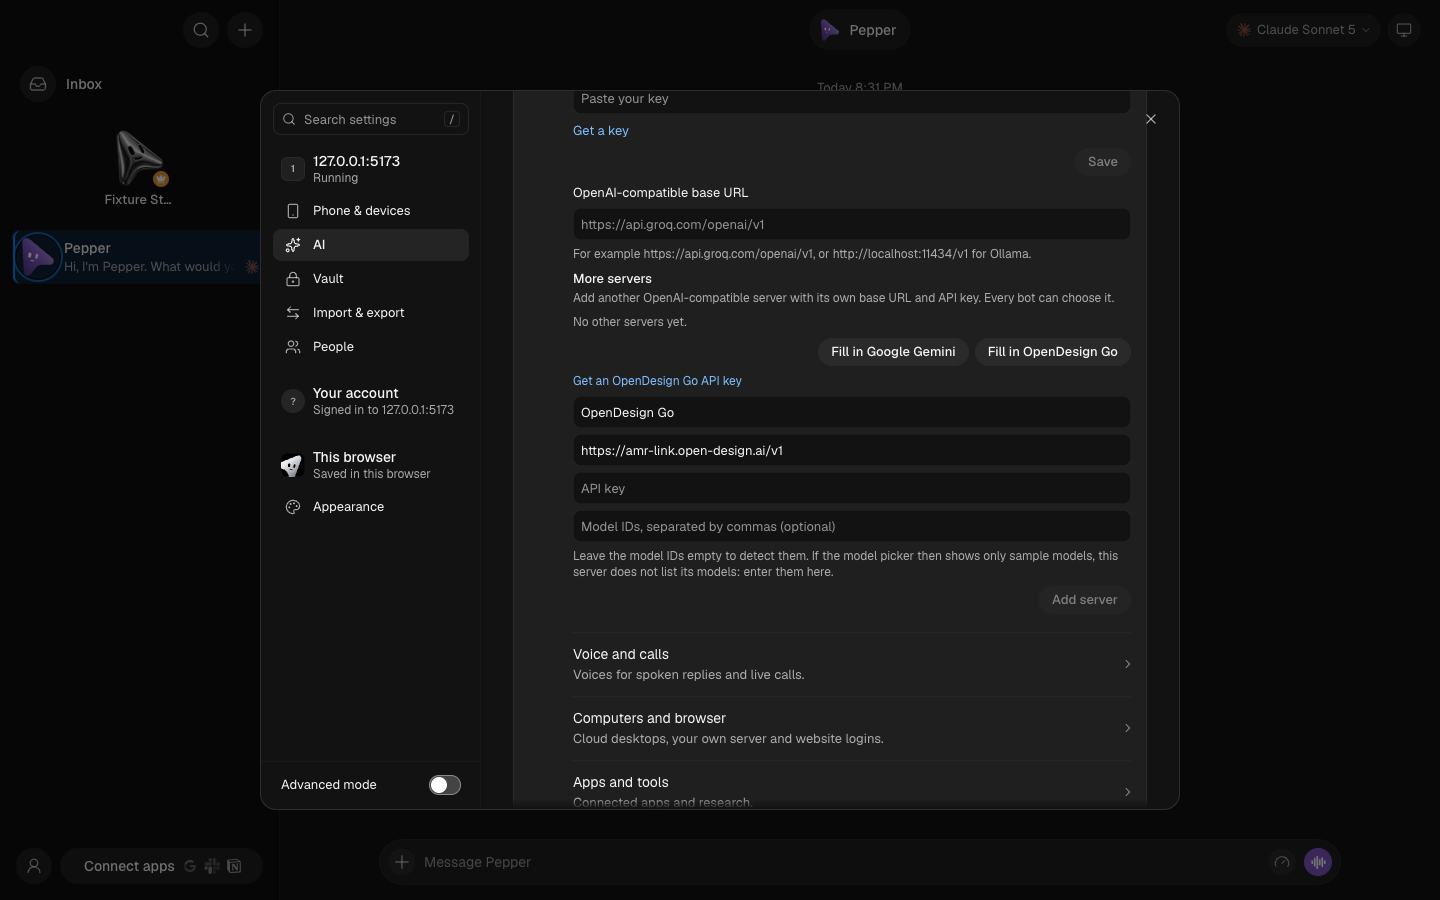 Pepper
Claude Sonnet 5
Inbox
Today 8:31 PM
Fixture St...
Pepper
Hi, I'm Pepper. What would y
Search settings
/
1
127.0.0.1:5173
Running
Phone & devices
AI
Vault
Import & export
People
?
Your account
Signed in to 127.0.0.1:5173
This browser
Saved in this browser
Appearance
Advanced mode
Paste your key
Get a key
Save
OpenAI-compatible base URL
https://api.groq.com/openai/v1
For example https://api.groq.com/openai/v1, or http://localhost:11434/v1 for Ollama.
More servers
Add another OpenAI-compatible server with its own base URL and API key. Every bot can choose it.
No other servers yet.
Fill in Google Gemini
Fill in OpenDesign Go
Get an OpenDesign Go API key
OpenDesign Go
https://amr-link.open-design.ai/v1
API key
Model IDs, separated by commas (optional)
Leave the model IDs empty to detect them. If the model picker then shows only sample models, this
server does not list its models: enter them here.
Add server
Voice and calls
Voices for spoken replies and live calls.
Computers and browser
Cloud desktops, your own server and website logins.
Apps and tools
Connected apps and research.
Connect apps
Message Pepper